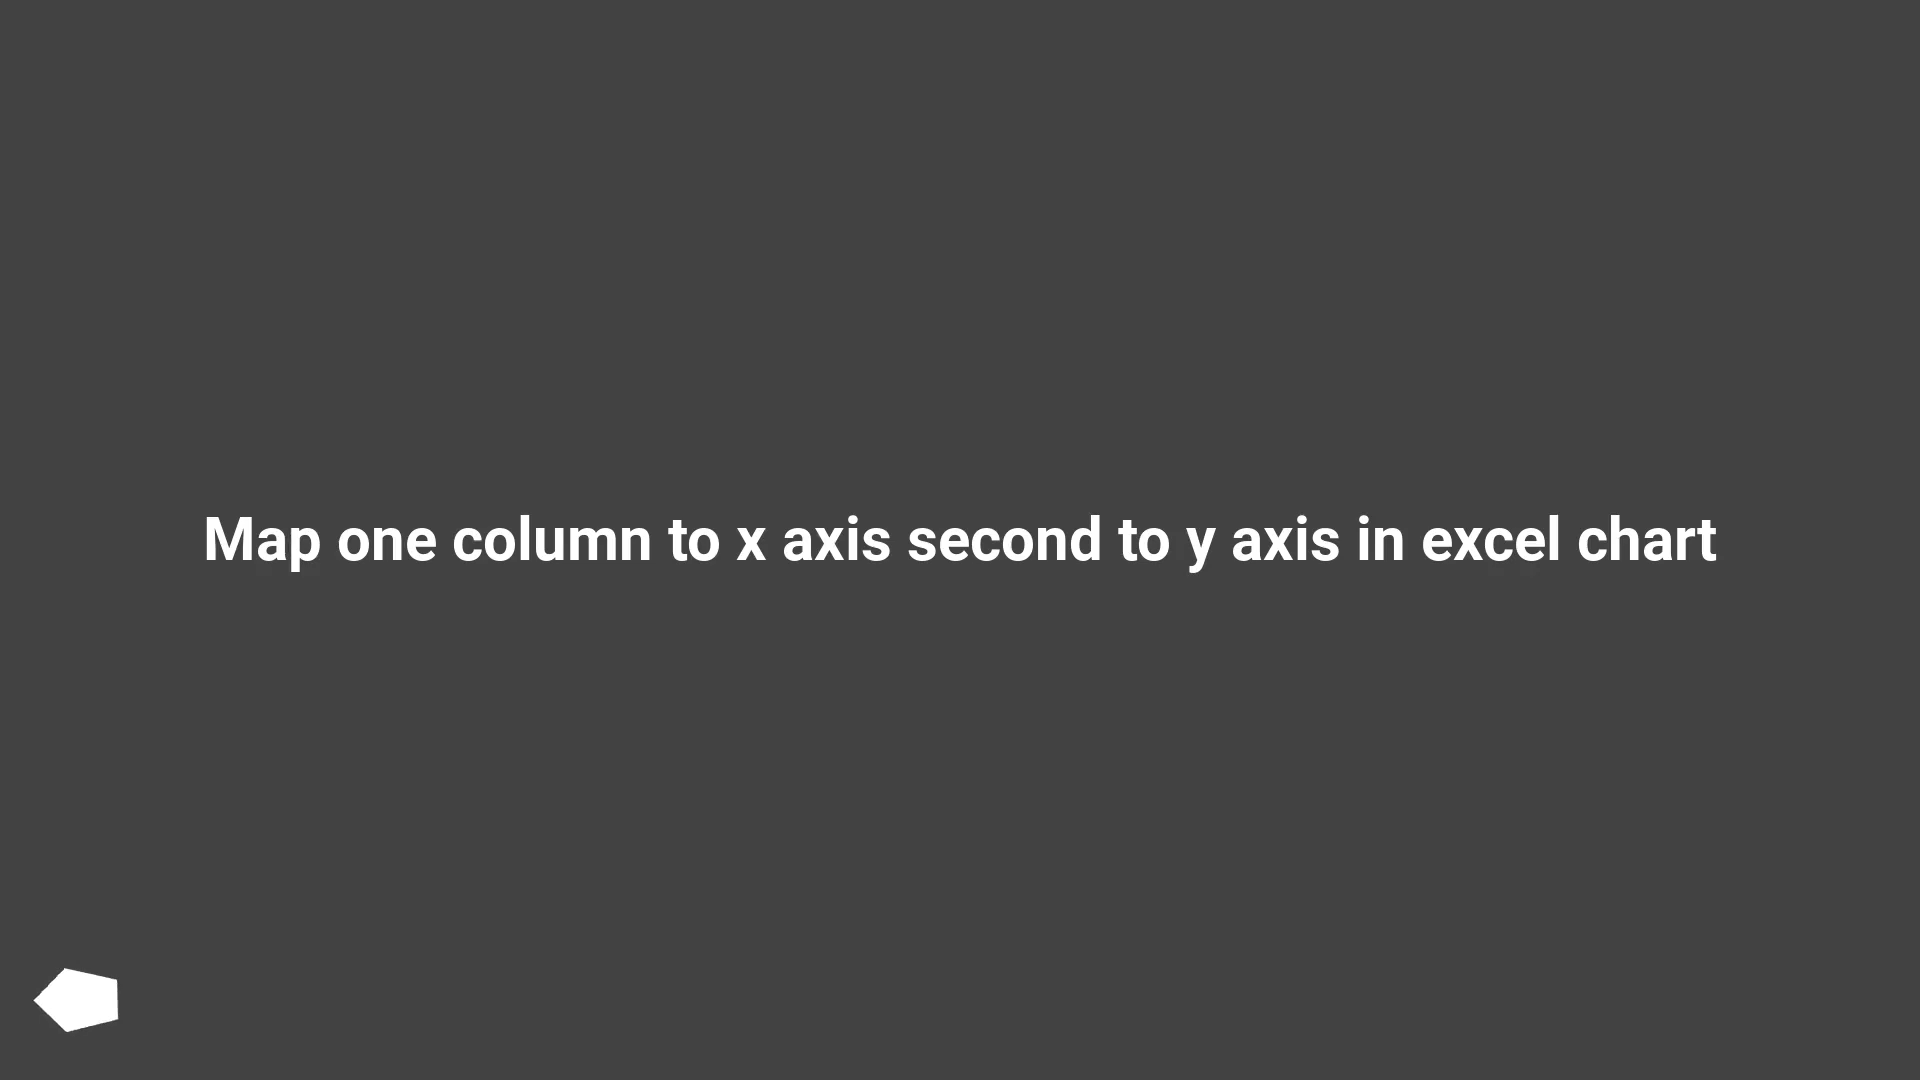 Map one column to x axis second to y axis in excel chart